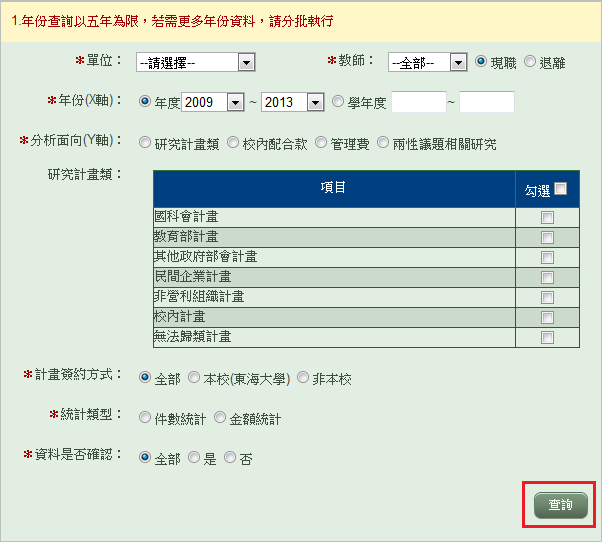 1.年份查詢以五年為限，若需更多年份資料，請分批執行
*單位： --請選擇-- *教師： --全部-- 現職 退離
*年份(X軸)： 年度 2009 ~ 2013 學年度 ~
*分析面向(Y軸)： 研究計畫類 校內配合款 管理費 兩性議題相關研究
研究計畫類：
項目 勾選
國科會計畫
教育部計畫
其他政府部會計畫
民間企業計畫
非營利組織計畫
校內計畫
無法歸類計畫
*計畫簽約方式： 全部 本校(東海大學) 非本校
*統計類型： 件數統計 金額統計
*資料是否確認： 全部 是 否
查詢